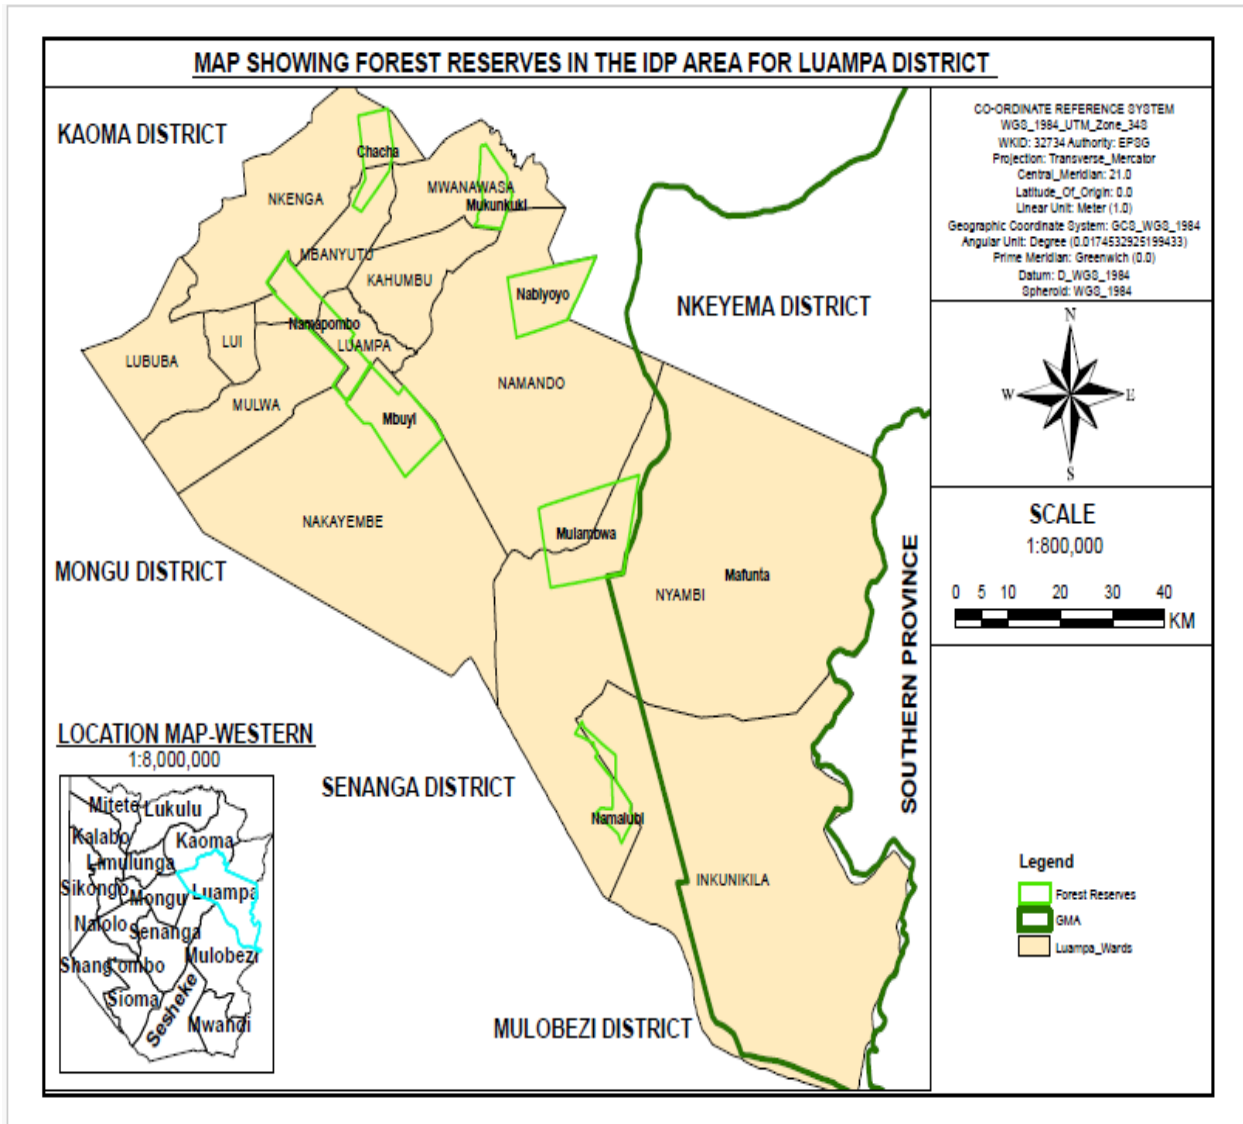 MAP SHOWING FOREST RESERVES IN THE IDP AREA FOR LUAMPA DISTRICT
KAOMA DISTRICT
Chacha
NKENGA
MWANAWASA
Mukunkuki
MBANYUTU
KAHUMBU
Nabiyoyo
NKEYEMA DISTRICT
Namapombo
LUI
LUAMPA
LUBUBA
NAMANDO
MULWA
Mbuyi
NAKAYEMBE
Mulambwa
MONGU DISTRICT
Mafunta
NYAMBI
SOUTHERN PROVINCE
SENANGA DISTRICT
Namalubi
INKUNIKILA
MULOBEZI DISTRICT
LOCATION MAP-WESTERN
1:8,000,000
Mitete
Lukulu
Kalabo
Kaoma
Limulunga
Sikongo
Mongu
Luampa
Nalolo
Senanga
Mulobezi
Shang'ombo
Sioma
Sesheke
Mwandi
CO-ORDINATE REFERENCE SYSTEM
WGS_1984_UTM_Zone_34S
WKID: 32734 Authority: EPSG
Projection: Transverse_Mercator
Central_Meridian: 21.0
Latitude_Of_Origin: 0.0
Linear Unit: Meter (1.0)
Geographic Coordinate System: GCS_WGS_1984
Angular Unit: Degree (0.0174532925199433)
Prime Meridian: Greenwich (0.0)
Datum: D_WGS_1984
Spheroid: WGS_1984
N
W
E
S
SCALE
1:800,000
0 5 10 20 30 40
KM
Legend
Forest Reserves
GMA
Luampa_Wards